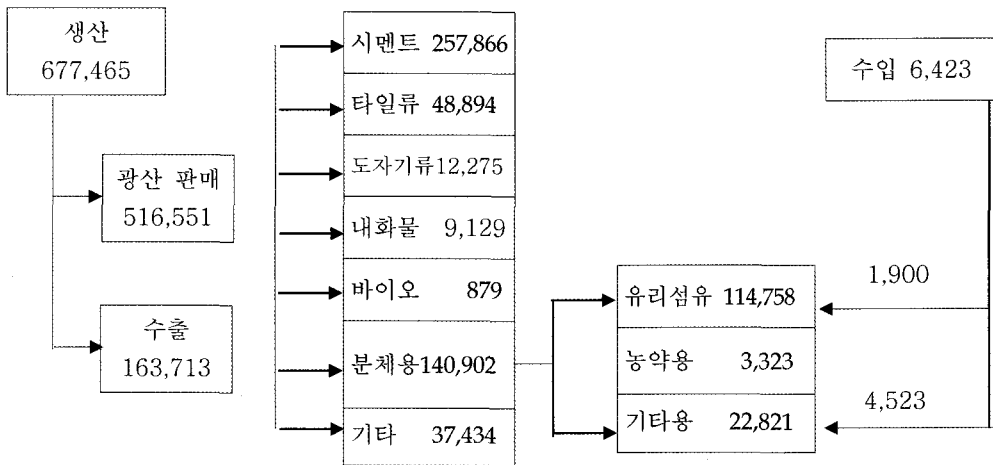 생산
677,465
광산 판매
516,551
수출
163,713
시멘트 257,866
타일류 48,894
도자기류12,275
내화물 9,129
바이오 879
분체용140,902
기타 37,434
유리섬유 114,758
농약용 3,323
기타용 22,821
수입 6,423
1,900
4,523